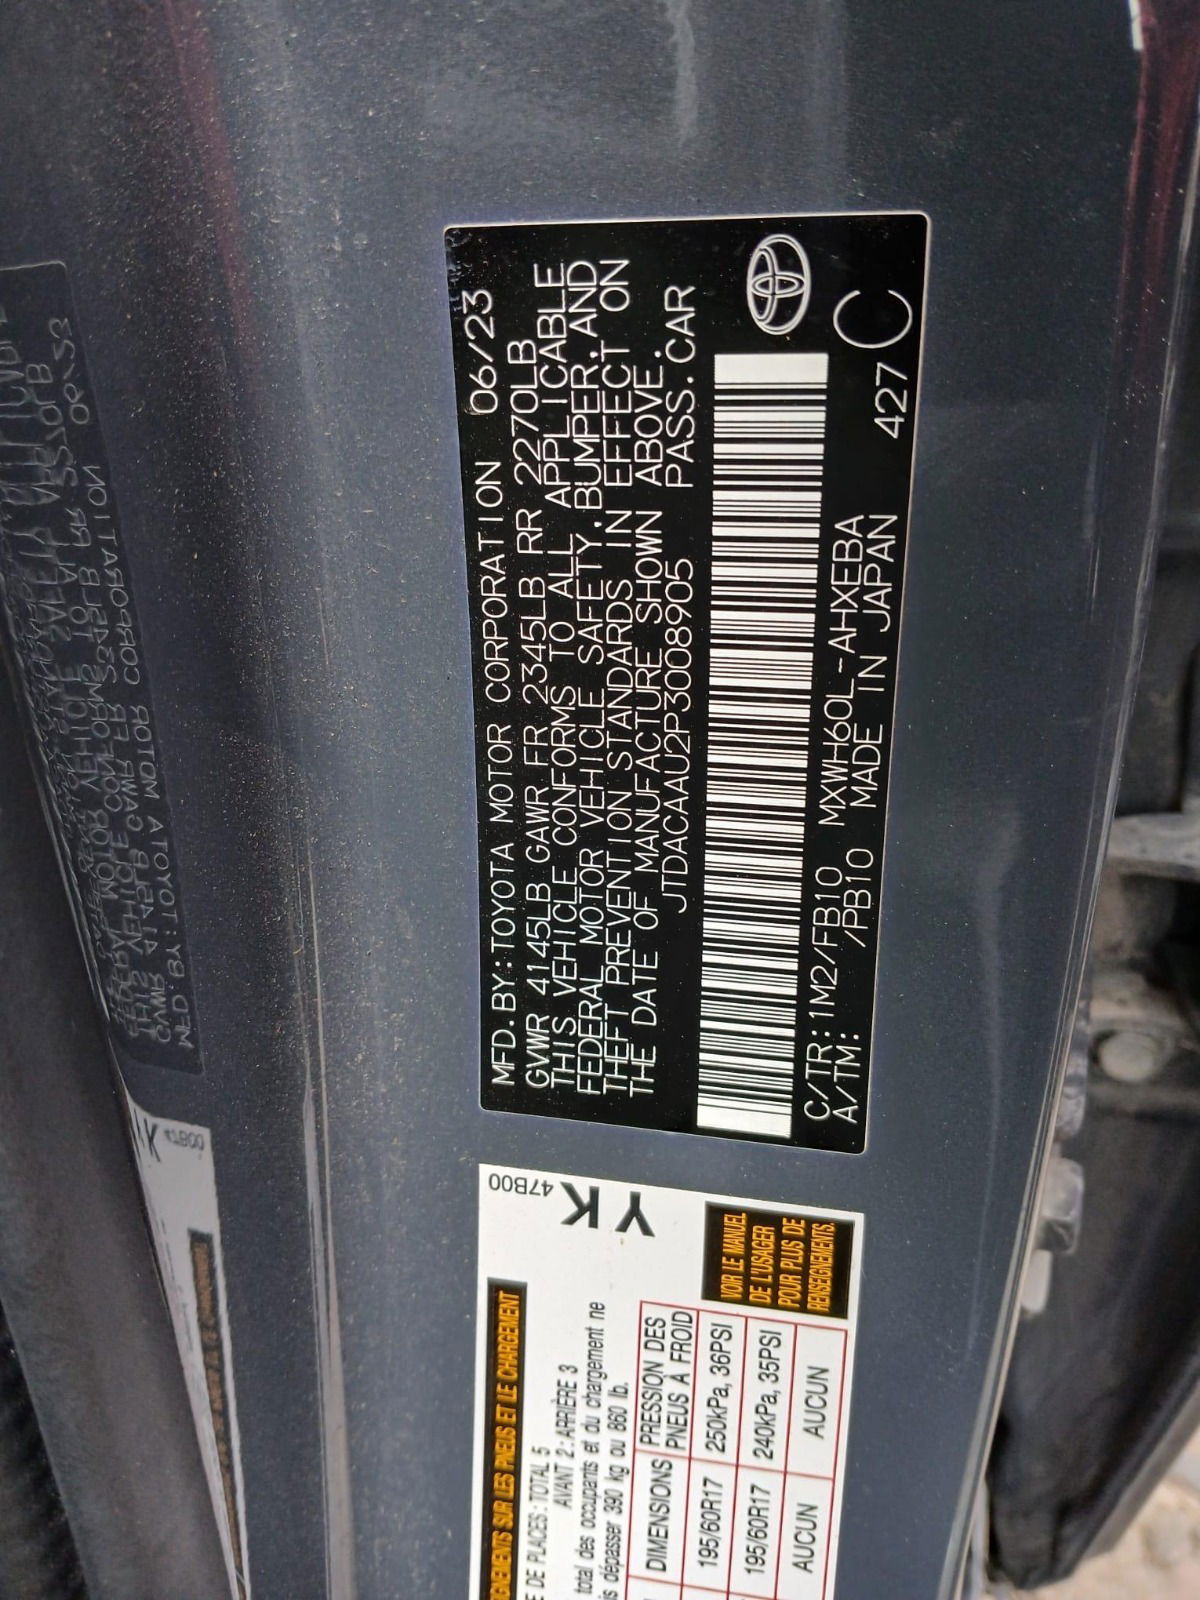 MFD. BY: TOYOTA MOTOR CORPORATION 06/23
GVWR 4145LB GAWR FR 2345LB RR 2270LB
THIS VEHICLE CONFORMS TO ALL APPLICABLE
FEDERAL MOTOR VEHICLE SAFETY, BUMPER, AND
THEFT PREVENTION STANDARDS IN EFFECT ON
THE DATE OF MANUFACTURE SHOWN ABOVE.
JTDACAAU2P3008905 PASS. CAR
C/TR: 1M2/FB10 MXWH60L-AHXEBA
A/TM: /PB10 MADE IN JAPAN 427 C
47B00
YK
SUR LES PNEUS ET LE CHARGEMENT
DE PLACES : TOTAL 5
AVANT 2 : ARRIÈRE 3
total des occupants et du chargement ne
dépasser 390 kg ou 860 lb.
DIMENSIONS PRESSION DES PNEUS À FROID
195/60R17 250kPa, 36PSI
195/60R17 240kPa, 35PSI
AUCUN AUCUN
VOIR LE MANUEL
DE L'USAGER
POUR PLUS DE
RENSEIGNEMENTS.